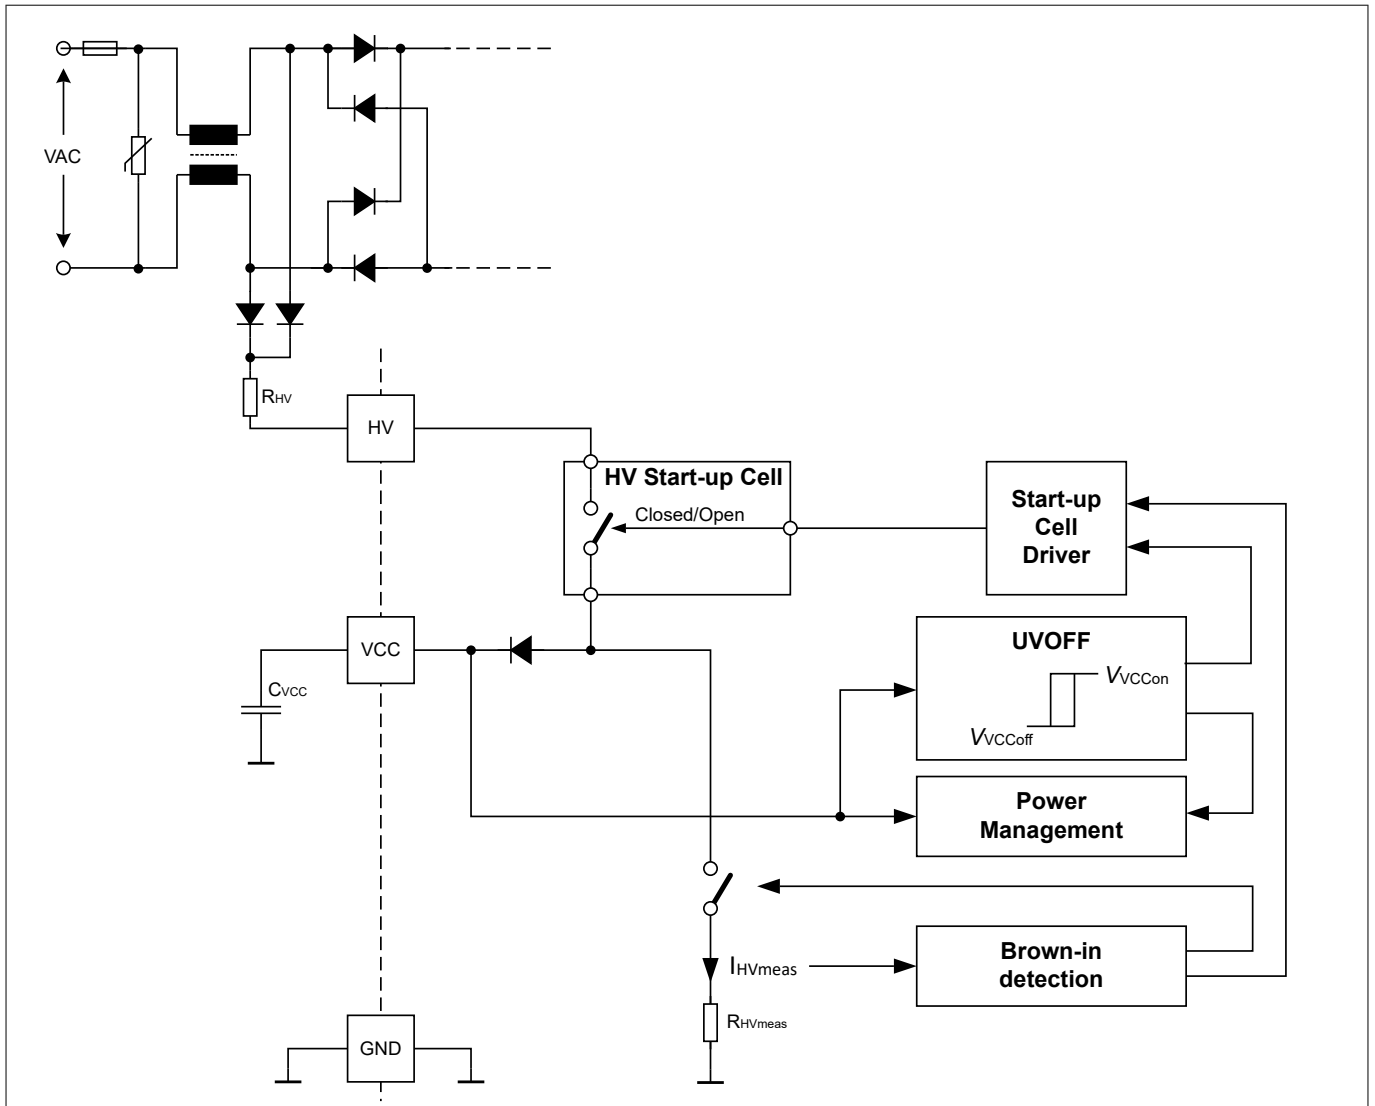 VAC
RHV
HV
HV Start-up Cell
Closed/Open
Start-up
Cell
Driver
VCC
CVCC
UVOFF
VVCCon
VVCCoff
Power
Management
IHVmeas
Brown-in
detection
RHVmeas
GND